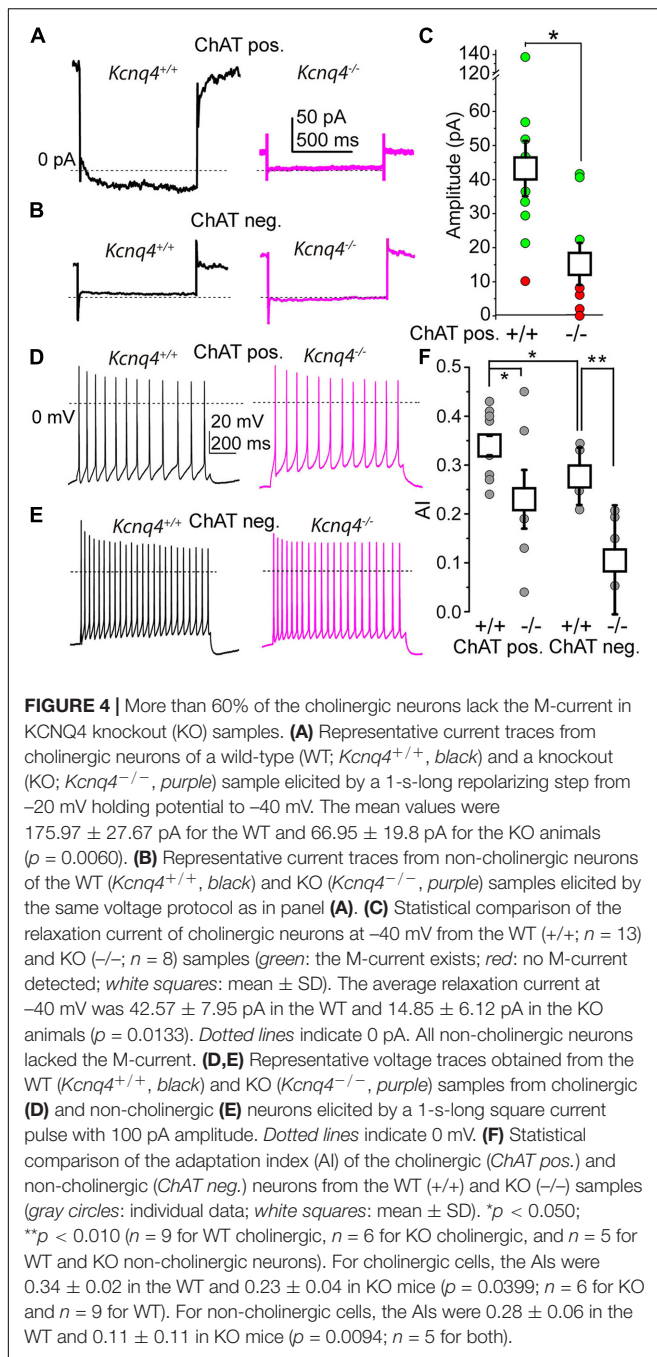 A
ChAT pos.
Kcnq4+/+
Kcnq4-/-
50 pA
500 ms
0 pA
B
ChAT neg.
Kcnq4+/+
Kcnq4-/-
C
*
140
120
60
50
40
30
20
10
0
Amplitude (pA)
ChAT pos. +/+ -/-
D
Kcnq4+/+ ChAT pos. Kcnq4-/-
0 mV
20 mV
200 ms
E
Kcnq4+/+ ChAT neg. Kcnq4-/-
F
* * **
0.5
0.3
0.2
0.1
0.0
AI
+/+ -/- +/+ -/-
ChAT pos. ChAT neg.
FIGURE 4 | More than 60% of the cholinergic neurons lack the M-current in
KCNQ4 knockout (KO) samples. (A) Representative current traces from
cholinergic neurons of a wild-type (WT; Kcnq4+/+, black) and a knockout
(KO; Kcnq4−/−, purple) sample elicited by a 1-s-long repolarizing step from
–20 mV holding potential to –40 mV. The mean values were
175.97 ± 27.67 pA for the WT and 66.95 ± 19.8 pA for the KO animals
(p = 0.0060). (B) Representative current traces from non-cholinergic neurons
of the WT (Kcnq4+/+, black) and KO (Kcnq4−/−, purple) samples elicited by
the same voltage protocol as in panel (A). (C) Statistical comparison of the
relaxation current of cholinergic neurons at –40 mV from the WT (+/+; n = 13)
and KO (–/–; n = 8) samples (green: the M-current exists; red: no M-current
detected; white squares: mean ± SD). The average relaxation current at
–40 mV was 42.57 ± 7.95 pA in the WT and 14.85 ± 6.12 pA in the KO
animals (p = 0.0133). Dotted lines indicate 0 pA. All non-cholinergic neurons
lacked the M-current. (D,E) Representative voltage traces obtained from the
WT (Kcnq4+/+, black) and KO (Kcnq4−/−, purple) samples from cholinergic
(D) and non-cholinergic (E) neurons elicited by a 1-s-long square current
pulse with 100 pA amplitude. Dotted lines indicate 0 mV. (F) Statistical
comparison of the adaptation index (AI) of the cholinergic (ChAT pos.) and
non-cholinergic (ChAT neg.) neurons from the WT (+/+) and KO (–/–) samples
(gray circles: individual data; white squares: mean ± SD). *p < 0.050;
**p < 0.010 (n = 9 for WT cholinergic, n = 6 for KO cholinergic, and n = 5 for
WT and KO non-cholinergic neurons). For cholinergic cells, the AIs were
0.34 ± 0.02 in the WT and 0.23 ± 0.04 in KO mice (p = 0.0399; n = 6 for KO
and n = 9 for WT). For non-cholinergic cells, the AIs were 0.28 ± 0.06 in the
WT and 0.11 ± 0.11 in KO mice (p = 0.0094; n = 5 for both).